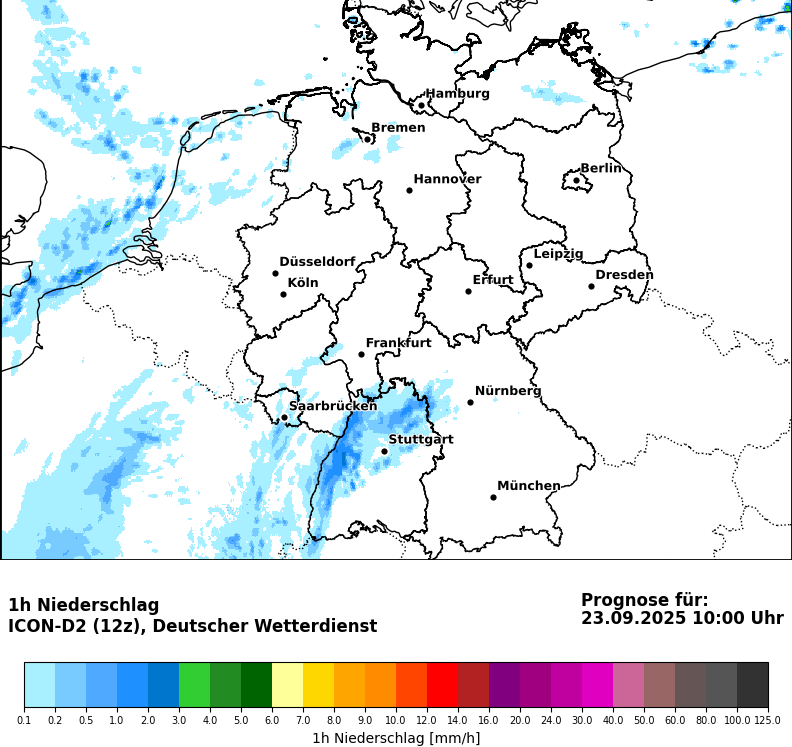 Hamburg
Bremen
Berlin
Hannover
Leipzig
Düsseldorf
Dresden
Köln
Erfurt
Frankfurt
Nürnberg
Saarbrücken
Stuttgart
München
1h Niederschlag
ICON-D2 (12z), Deutscher Wetterdienst
Prognose für:
23.09.2025 10:00 Uhr
0.1 0.2 0.5 1.0 2.0 3.0 4.0 5.0 6.0 7.0 8.0 9.0 10.0 12.0 14.0 16.0 20.0 24.0 30.0 40.0 50.0 60.0 80.0 100.0 125.0
1h Niederschlag [mm/h]